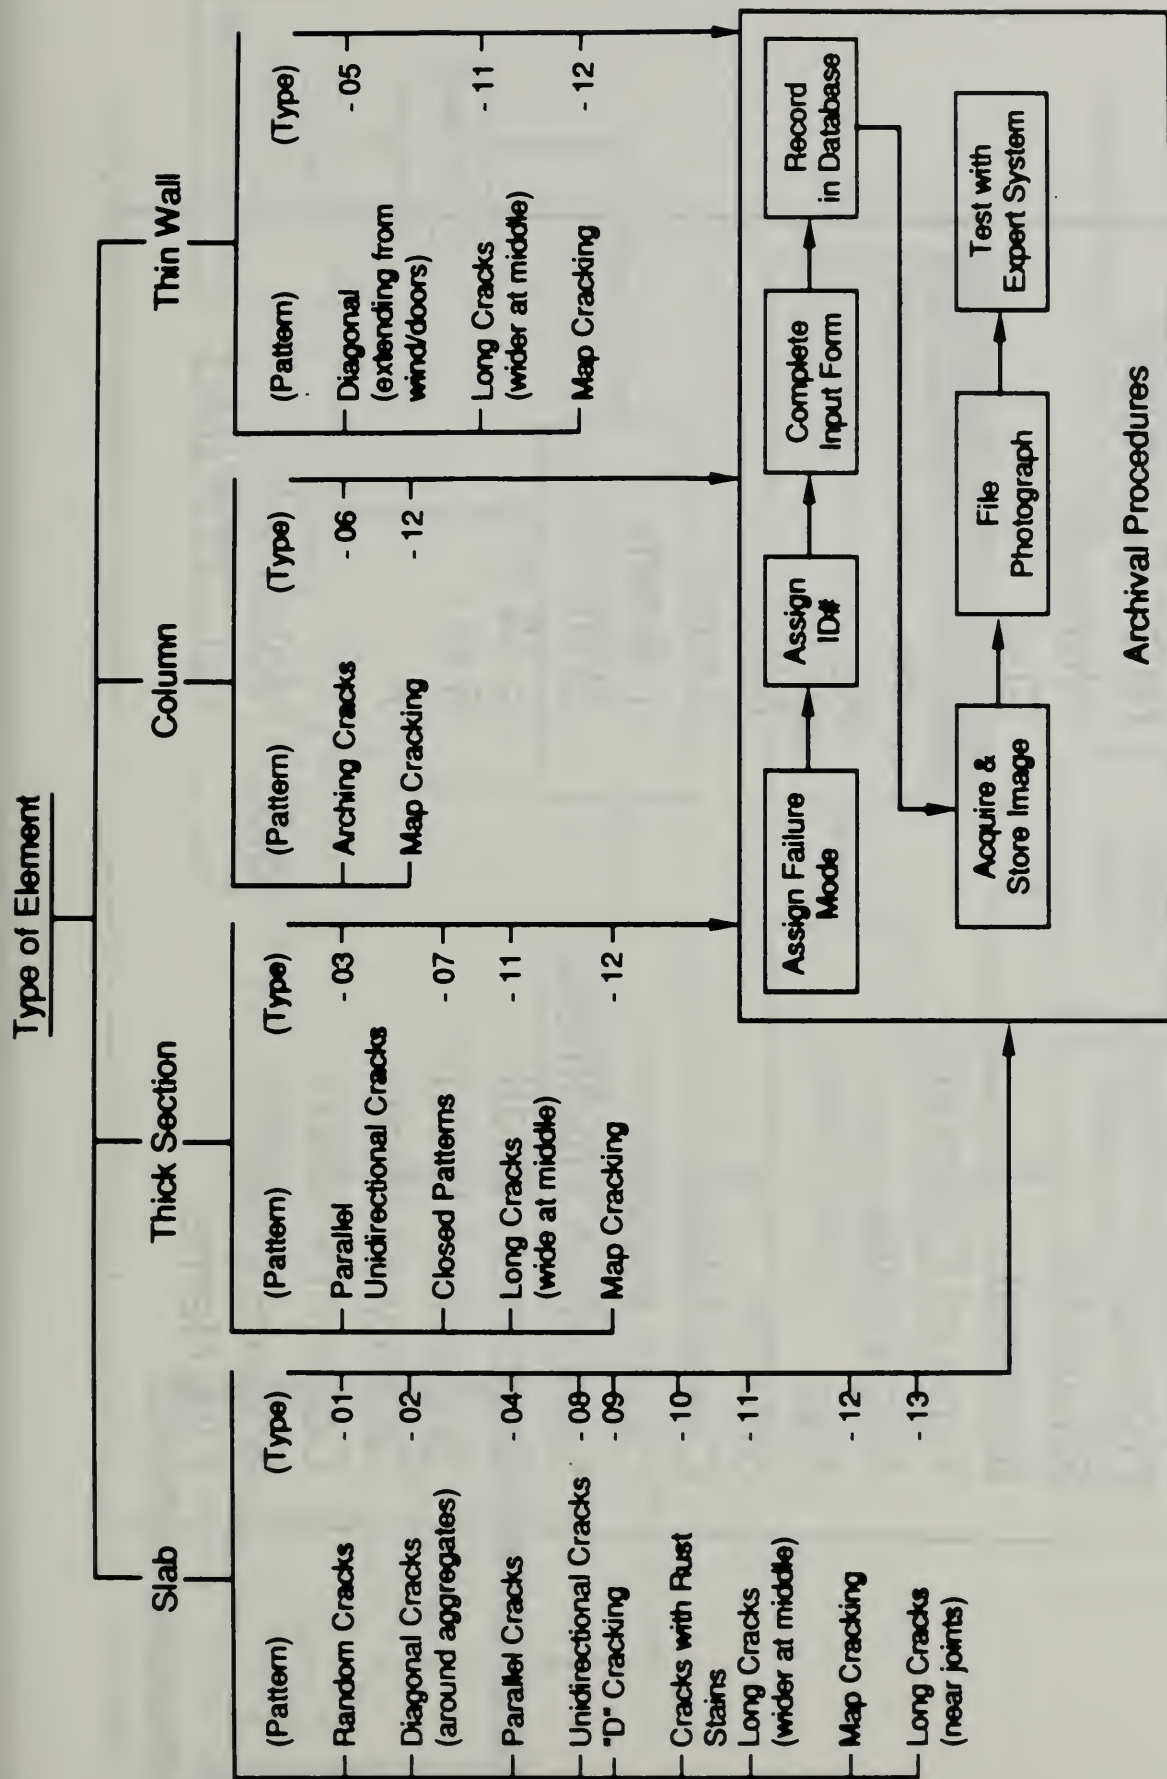 Type of Element
Slab
(Pattern) (Type)
Random Cracks - 01
Diagonal Cracks - 02
(around aggregates)
Parallel Cracks - 04
Unidirectional Cracks - 08
"D" Cracking - 09
Cracks with Rust - 10
Stains
Long Cracks - 11
(wider at middle)
Map Cracking - 12
Long Cracks - 13
(near joints)
Thick Section
(Pattern) (Type)
Parallel - 03
Unidirectional Cracks
Closed Patterns - 07
Long Cracks - 11
(wide at middle)
Map Cracking - 12
Column
(Pattern) (Type)
Arching Cracks - 06
Map Cracking - 12
Thin Wall
(Pattern) (Type)
Diagonal - 05
(extending from
wind/doors)
Long Cracks - 11
(wider at middle)
Map Cracking - 12
Assign Failure
Mode
Assign
ID#
Complete
Input Form
Record
in Database
Acquire &
Store Image
File
Photograph
Test with
Expert System
Archival Procedures